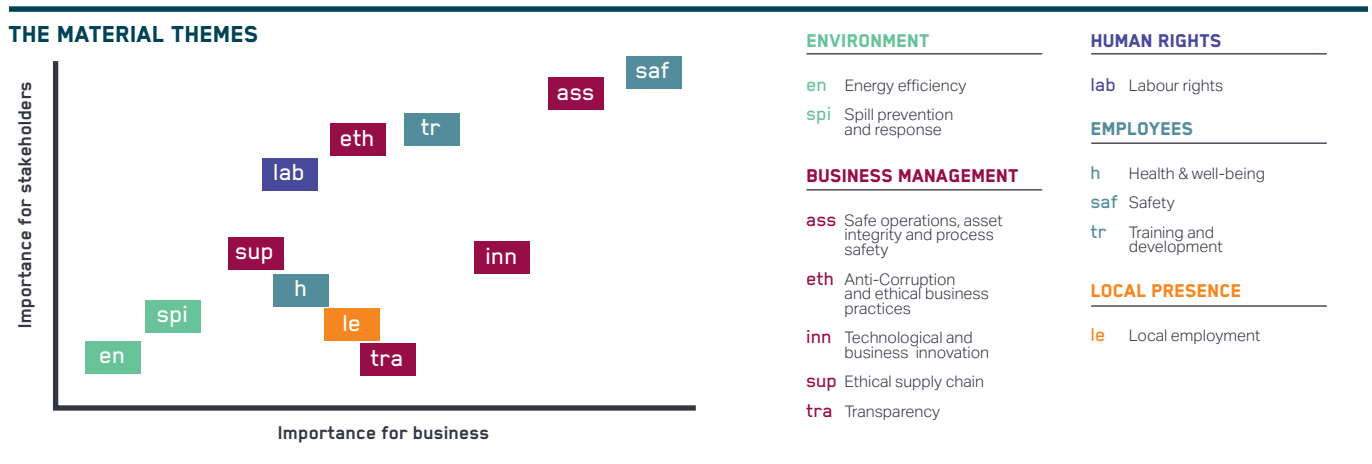 THE MATERIAL THEMES
Importance for stakeholders
saf
ass
tr
eth
lab
sup
inn
h
spi
le
en
tra
Importance for business
ENVIRONMENT
en Energy efficiency
spi Spill prevention
and response
BUSINESS MANAGEMENT
ass Safe operations, asset
integrity and process
safety
eth Anti-Corruption
and ethical business
practices
inn Technological and
business innovation
sup Ethical supply chain
tra Transparency
HUMAN RIGHTS
lab Labour rights
EMPLOYEES
h Health & well-being
saf Safety
tr Training and
development
LOCAL PRESENCE
le Local employment